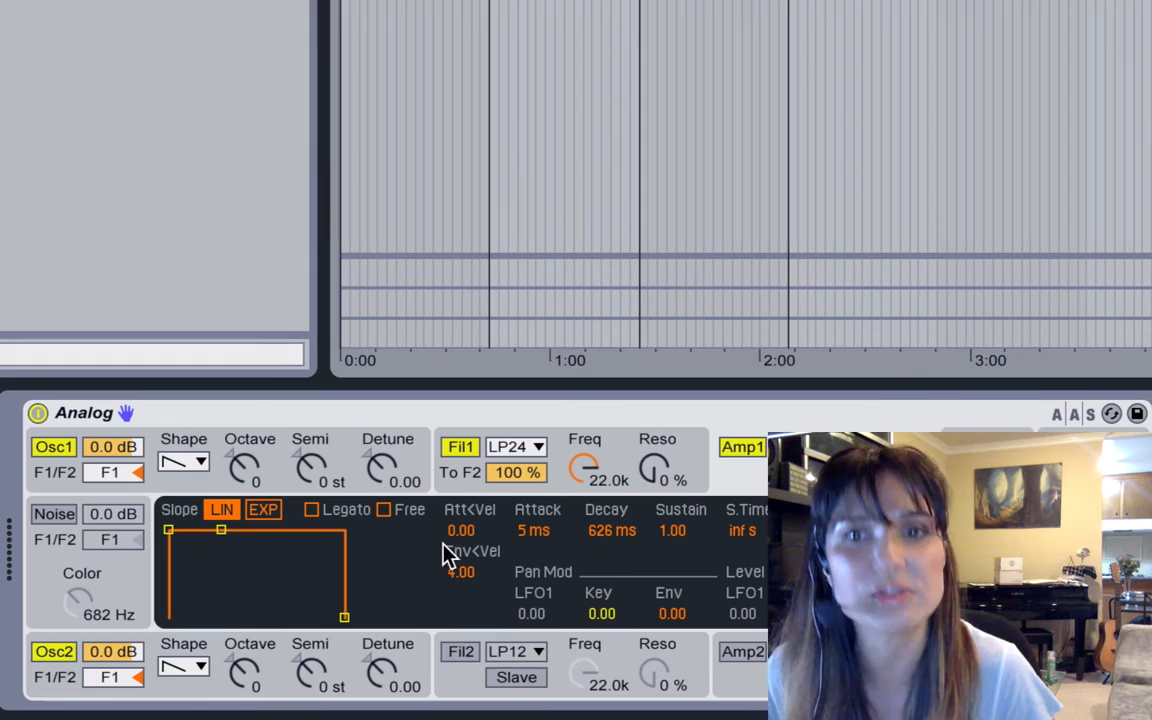 0:00 1:00 2:00 3:00
Analog A|A|S
Osc1 0.0 dB Shape Octave Semi Detune Fil1 LP24 Freq Reso Amp1
F1/F2 F1 0 0 st 0.00 To F2 100 % 22.0k 0 %
Noise 0.0 dB Slope LIN EXP Legato Free Att<Vel Attack Decay Sustain S.Time
F1/F2 F1 0.00 5 ms 626 ms 1.00 inf s
Env<Vel
Color 4.00 Pan Mod Level
LFO1 Key Env LFO1
682 Hz 0.00 0.00 0.00 0.00
Osc2 0.0 dB Shape Octave Semi Detune Fil2 LP12 Freq Reso Amp2
F1/F2 F1 0 0 st 0.00 Slave 22.0k 0 %